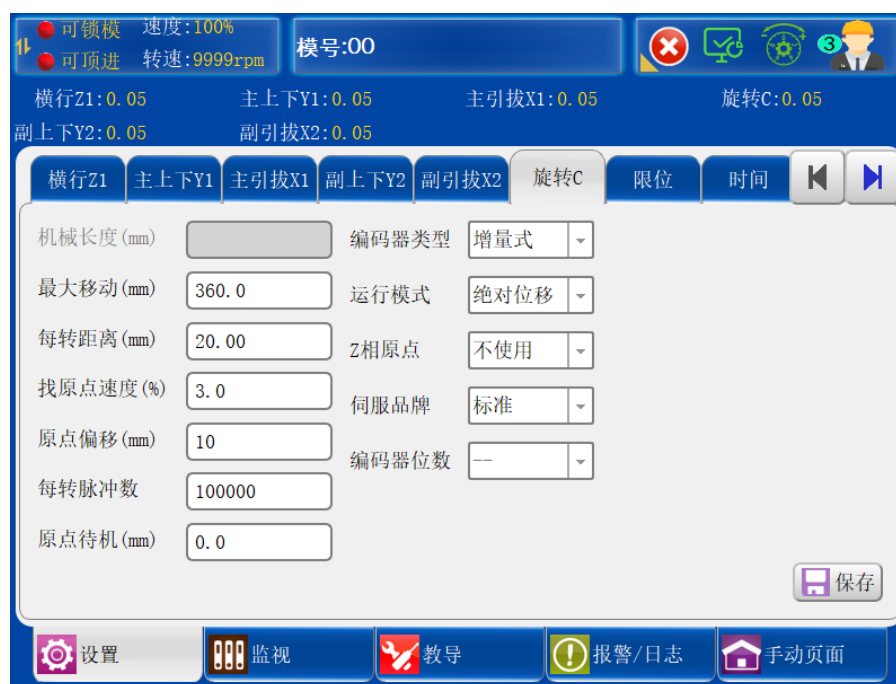 可锁模 速度:100%
可顶进 转速:9999rpm
模号:00
3
横行Z1:0.05 主上下Y1:0.05 主引拔X1:0.05 旋转C:0.05
副上下Y2:0.05 副引拔X2:0.05
横行Z1 主上下Y1 主引拔X1 副上下Y2 副引拔X2 旋转C 限位 时间
机械长度(mm) 编码器类型 增量式
最大移动(mm) 360.0 运行模式 绝对位移
每转距离(mm) 20.00 Z相原点 不使用
找原点速度(%) 3.0 伺服品牌 标准
原点偏移(mm) 10 编码器位数 --
每转脉冲数 100000
原点待机(mm) 0.0
保存
设置 监视 教导 报警/日志 手动页面